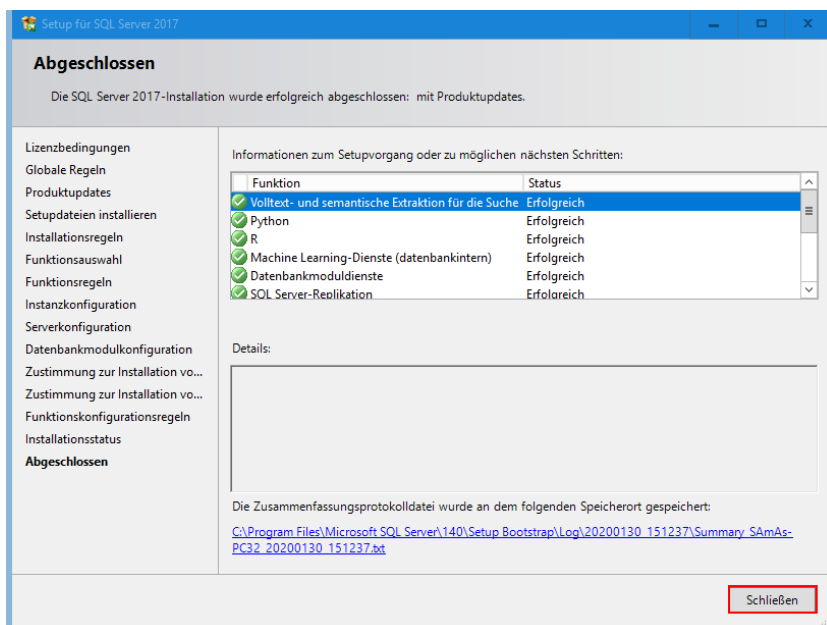 Setup für SQL Server 2017
Abgeschlossen
Die SQL Server 2017-Installation wurde erfolgreich abgeschlossen: mit Produktupdates.
Lizenzbedingungen
Globale Regeln
Produktupdates
Setupdateien installieren
Installationsregeln
Funktionsauswahl
Funktionsregeln
Instanzkonfiguration
Serverkonfiguration
Datenbankmodulkonfiguration
Zustimmung zur Installation vo...
Zustimmung zur Installation vo...
Funktionskonfigurationsregeln
Installationsstatus
Abgeschlossen
Informationen zum Setupvorgang oder zu möglichen nächsten Schritten:
Funktion Status
Volltext- und semantische Extraktion für die Suche Erfolgreich
Python Erfolgreich
R Erfolgreich
Machine Learning-Dienste (datenbankintern) Erfolgreich
Datenbankmoduldienste Erfolgreich
SQL Server-Replikation Erfolgreich
Details:
Die Zusammenfassungsprotokolldatei wurde an dem folgenden Speicherort gespeichert:
C:\Program Files\Microsoft SQL Server\140\Setup Bootstrap\Log\20200130_151237\Summary_SAmAs-
PC32_20200130_151237.txt
Schließen